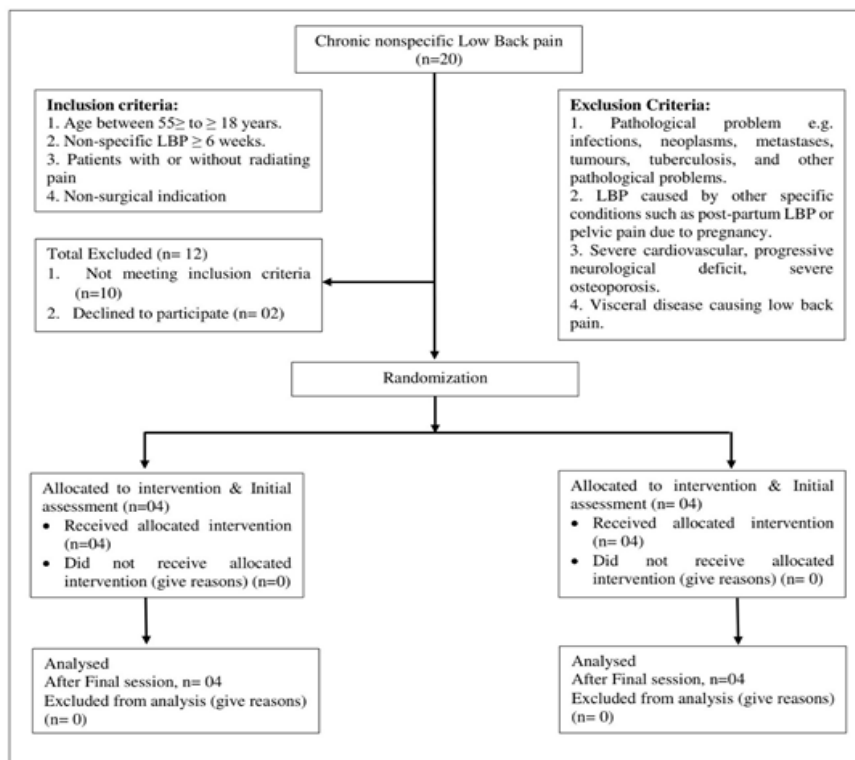 Chronic nonspecific Low Back pain
(n=20)
Inclusion criteria:
1. Age between 55≥ to ≥ 18 years.
2. Non-specific LBP ≥ 6 weeks.
3. Patients with or without radiating
pain
4. Non-surgical indication
Exclusion Criteria:
1. Pathological problem e.g.
infections, neoplasms, metastases,
tumours, tuberculosis, and other
pathological problems.
2. LBP caused by other specific
conditions such as post-partum LBP or
pelvic pain due to pregnancy.
3. Severe cardiovascular, progressive
neurological deficit, severe
osteoporosis.
4. Visceral disease causing low back
pain.
Total Excluded (n= 12)
1. Not meeting inclusion criteria
(n=10)
2. Declined to participate (n= 02)
Randomization
Allocated to intervention & Initial
assessment (n=04)
• Received allocated intervention
(n=04)
• Did not receive allocated
intervention (give reasons) (n=0)
Allocated to intervention & Initial
assessment (n= 04)
• Received allocated intervention
(n= 04)
• Did not receive allocated
intervention (give reasons) (n= 0)
Analysed
After Final session, n= 04
Excluded from analysis (give reasons)
(n= 0)
Analysed
After Final session, n=04
Excluded from analysis (give reasons)
(n= 0)